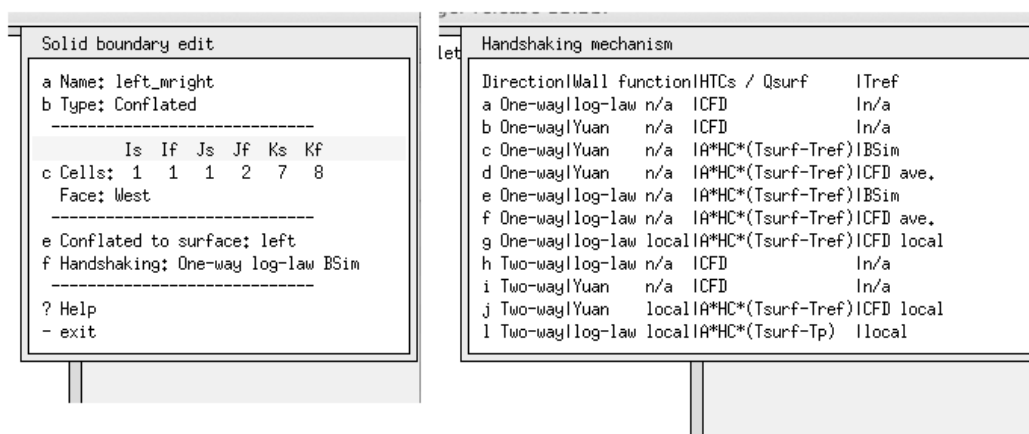 Solid boundary edit
a Name: left_mright
b Type: Conflated
Is If Js Jf Ks Kf
c Cells: 1 1 1 2 7 8
Face: West
e Conflated to surface: left
f Handshaking: One-way log-law BSim
? Help
- exit
let
Handshaking mechanism
Direction|Wall function|HTCs / Qsurf |Tref
a One-way|log-law n/a |CFD |n/a
b One-way|Yuan n/a |CFD |n/a
c One-way|Yuan n/a |A*HC*(Tsurf-Tref)|BSim
d One-way|Yuan n/a |A*HC*(Tsurf-Tref)|CFD ave.
e One-way|log-law n/a |A*HC*(Tsurf-Tref)|BSim
f One-way|log-law n/a |A*HC*(Tsurf-Tref)|CFD ave.
g One-way|log-law local|A*HC*(Tsurf-Tref)|CFD local
h Two-way|log-law n/a |CFD |n/a
i Two-way|Yuan n/a |CFD |n/a
j Two-way|Yuan local|A*HC*(Tsurf-Tref)|CFD local
l Two-way|log-law local|A*HC*(Tsurf-Tp) |local